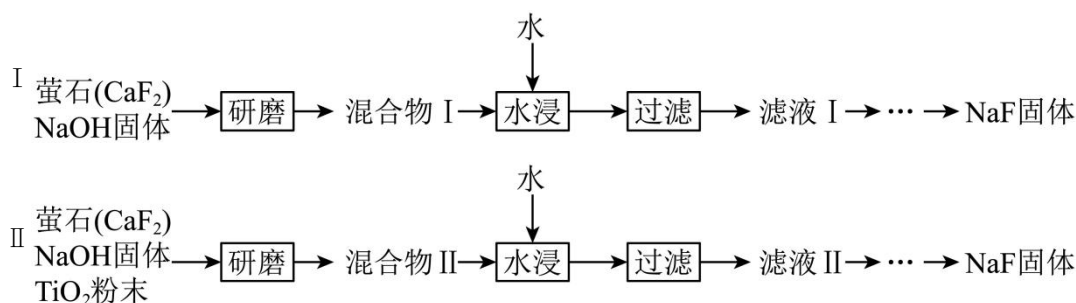 水
Ⅰ 萤石(CaF₂)
NaOH固体 研磨 混合物Ⅰ 水浸 过滤 滤液Ⅰ ··· NaF固体
水
萤石(CaF₂)
Ⅱ NaOH固体 研磨 混合物Ⅱ 水浸 过滤 滤液Ⅱ ··· NaF固体
TiO₂粉末